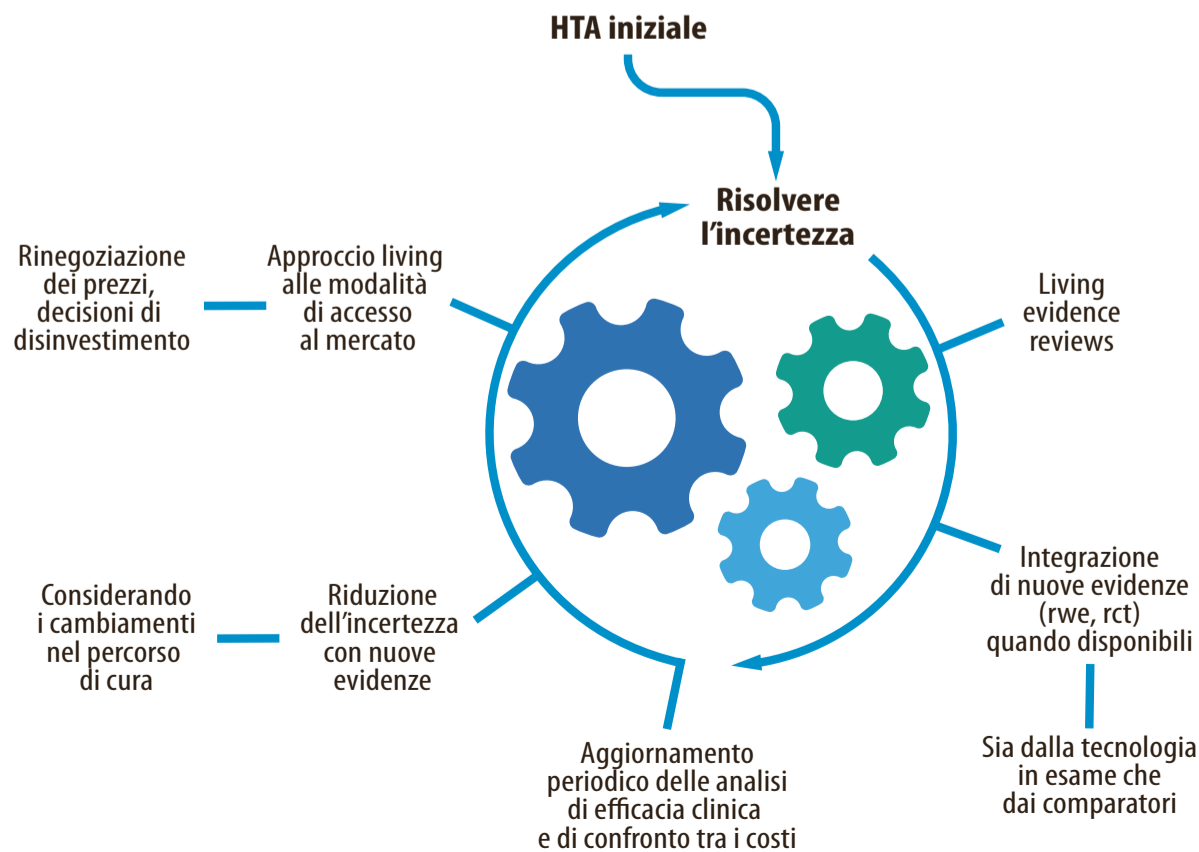 HTA iniziale
Risolvere
l’incertezza
Living
evidence
reviews
Integrazione
di nuove evidenze
(rwe, rct)
quando disponibili
Sia dalla tecnologia
in esame che
dai comparatori
Aggiornamento
periodico delle analisi
di efficacia clinica
e di confronto tra i costi
Riduzione
dell’incertezza
con nuove
evidenze
Considerando
i cambiamenti
nel percorso
di cura
Approccio living
alle modalità
di accesso
al mercato
Rinegoziazione
dei prezzi,
decisioni di
disinvestimento